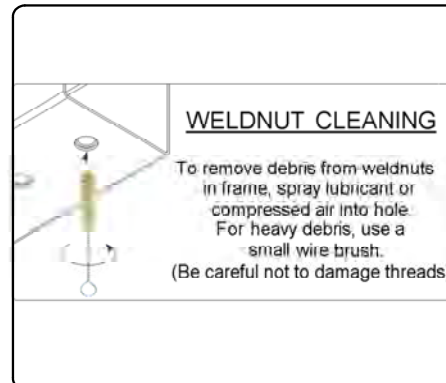 WELDNUT CLEANING
To remove debris from weldnuts
in frame, spray lubricant or
compressed air into hole.
For heavy debris, use a
small wire brush.
(Be careful not to damage threads